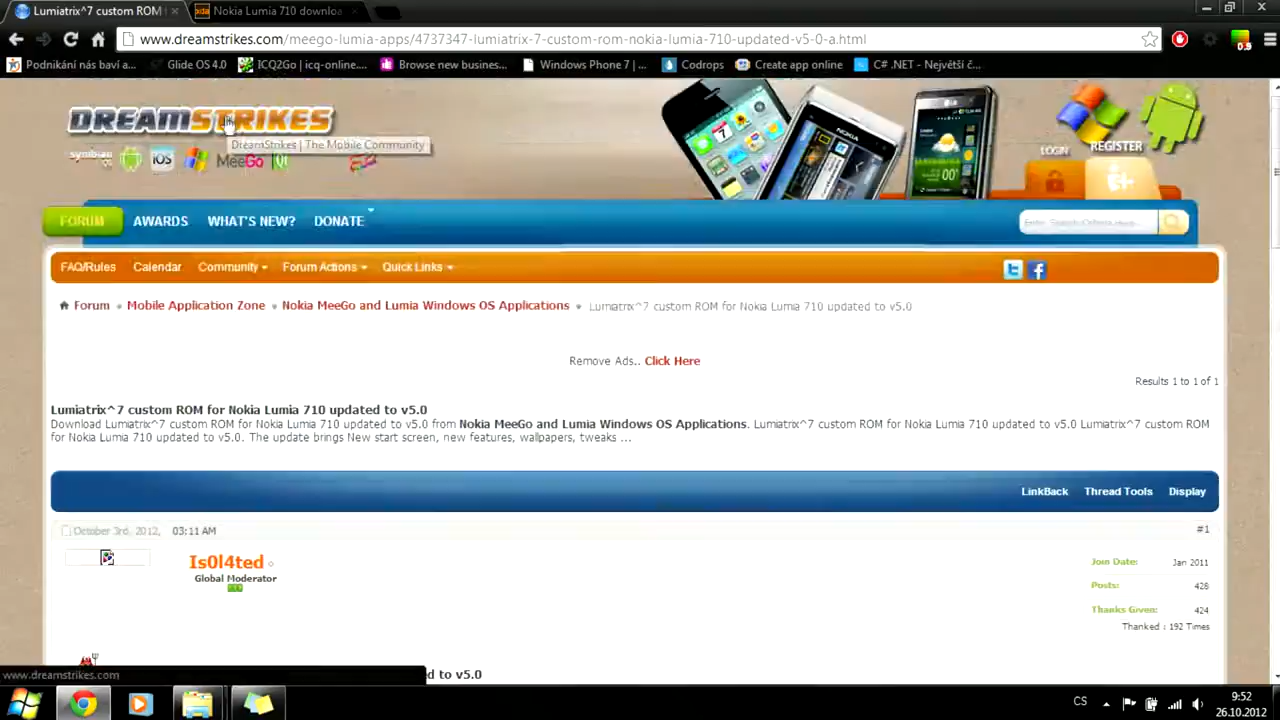 Lumiatrix^7 custom ROM
Nokia Lumia 710 downloa
www.dreamstrikes.com/meego-lumia-apps/4737347-lumiatrix-7-custom-rom-nokia-lumia-710-updated-v5-0-a.html
0.9
Podnikání nás baví a...
Glide OS 4.0
ICQ2Go | icq-online....
Browse new busines...
Windows Phone 7 | ...
Codrops
Create app online
C# .NET - Největší č...
DREAMSTRIKES
DreamStrikes | The Mobile Community
symbian
iOS
MeeGo
Qt
NOKIA
LG
LOGIN
REGISTER
FORUM
AWARDS
WHAT'S NEW?
DONATE
FAQ/Rules
Calendar
Community
Forum Actions
Quick Links
Forum
Mobile Application Zone
Nokia MeeGo and Lumia Windows OS Applications
Lumiatrix^7 custom ROM for Nokia Lumia 710 updated to v5.0
Remove Ads.. Click Here
Results 1 to 1 of 1
Lumiatrix^7 custom ROM for Nokia Lumia 710 updated to v5.0
Download Lumiatrix^7 custom ROM for Nokia Lumia 710 updated to v5.0 from Nokia MeeGo and Lumia Windows OS Applications. Lumiatrix^7 custom ROM for Nokia Lumia 710 updated to v5.0 Lumiatrix^7 custom ROM
for Nokia Lumia 710 updated to v5.0. The update brings New start screen, new features, wallpapers, tweaks ...
LinkBack
Thread Tools
Display
October 3rd, 2012, 03:11 AM
#1
Is0l4ted
Global Moderator
Join Date: Jan 2011
Posts: 428
Thanks Given: 424
Thanked : 192 Times
d to v5.0
www.dreamstrikes.com
CS
9:52
26.10.2012